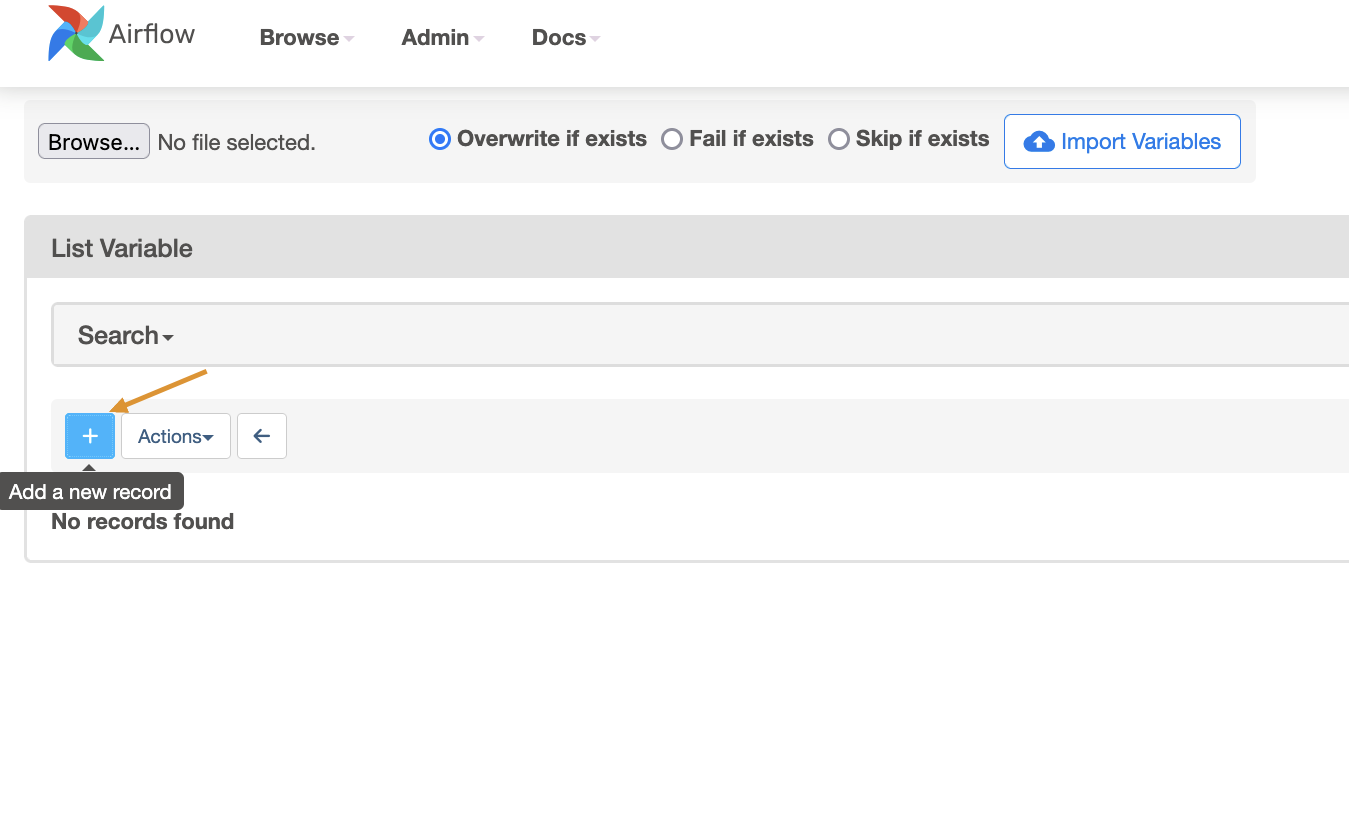 Airflow Browse Admin Docs
Browse... No file selected. Overwrite if exists Fail if exists Skip if exists Import Variables
List Variable
Search
+ Actions
Add a new record
No records found